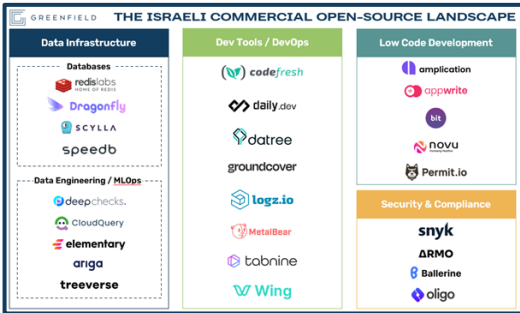 GREENFIELD
THE ISRAELI COMMERCIAL OPEN-SOURCE LANDSCAPE
Data Infrastructure
Databases
redislabs
HOME OF REDIS
Dragonfly
SCYLLA
speedb
Data Engineering / MLOps
deepchecks.
CloudQuery
elementary
ariga
treeverse
Dev Tools / DevOps
codefresh
daily.dev
datree
groundcover
logz.io
MetalBear
tabnine
Wing
Low Code Development
amplication
appwrite
bit
novu
Permit.io
Security & Compliance
snyk
ARMO
Ballerine
oligo